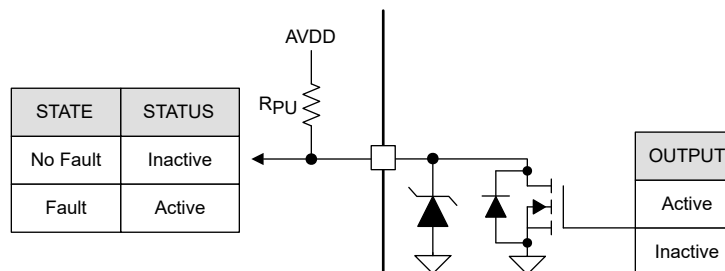 AVDD
RPU
STATE STATUS
No Fault Inactive
Fault Active
OUTPUT
Active
Inactive